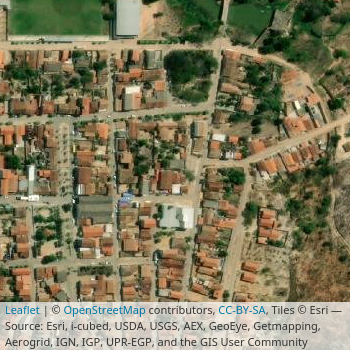 Leaflet | © OpenStreetMap contributors, CC-BY-SA, Tiles © Esri —
Source: Esri, i-cubed, USDA, USGS, AEX, GeoEye, Getmapping,
Aerogrid, IGN, IGP, UPR-EGP, and the GIS User Community